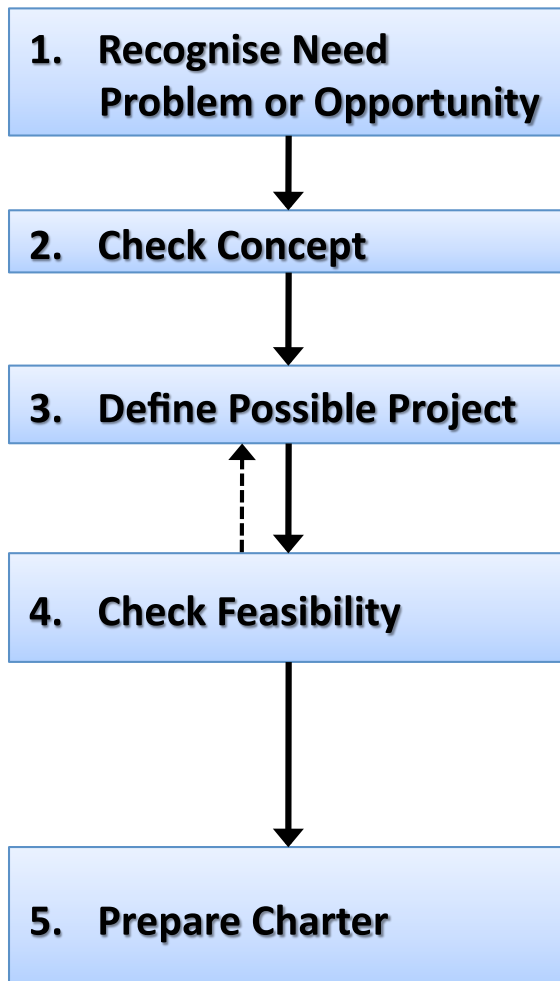 1. Recognise Need
Problem or Opportunity
2. Check Concept
3. Define Possible Project
4. Check Feasibility
5. Prepare Charter